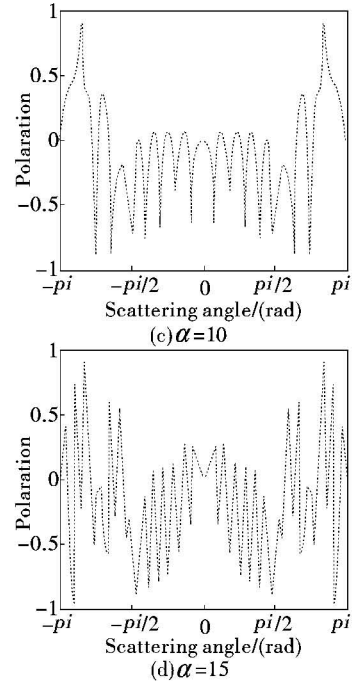 1
0.5
0
−0.5
−1
Polaration
−pi −pi/2 0 pi/2 pi
Scattering angle/(rad)
(c)α=10
1
0.5
0
−0.5
−1
Polaration
−pi −pi/2 0 pi/2 pi
Scattering angle/(rad)
(d)α=15